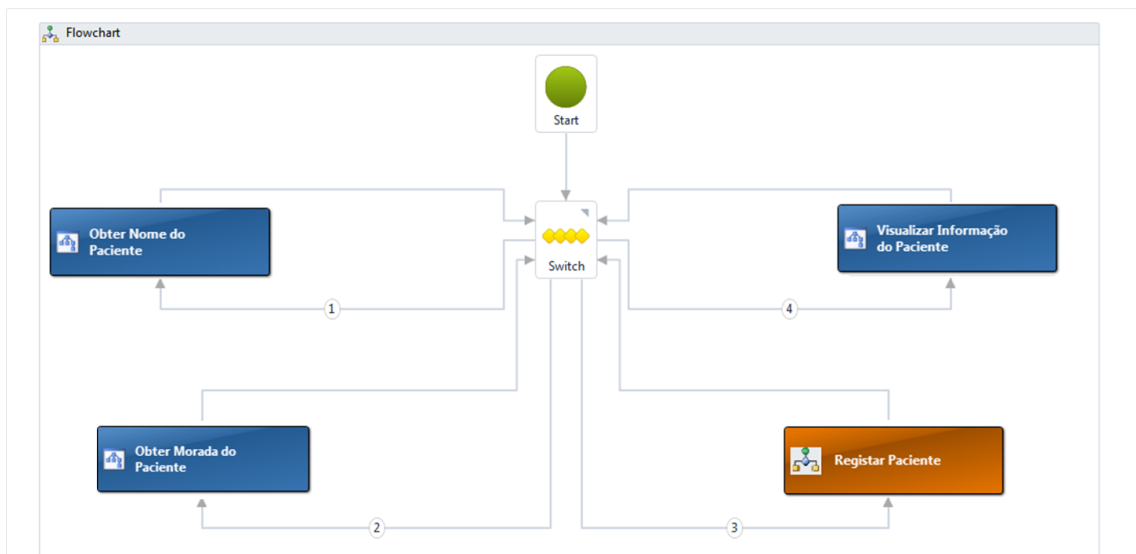 Flowchart
Start
Obter Nome do
Paciente
Switch
Visualizar Informação
do Paciente
1
4
Obter Morada do
Paciente
Registar Paciente
2
3